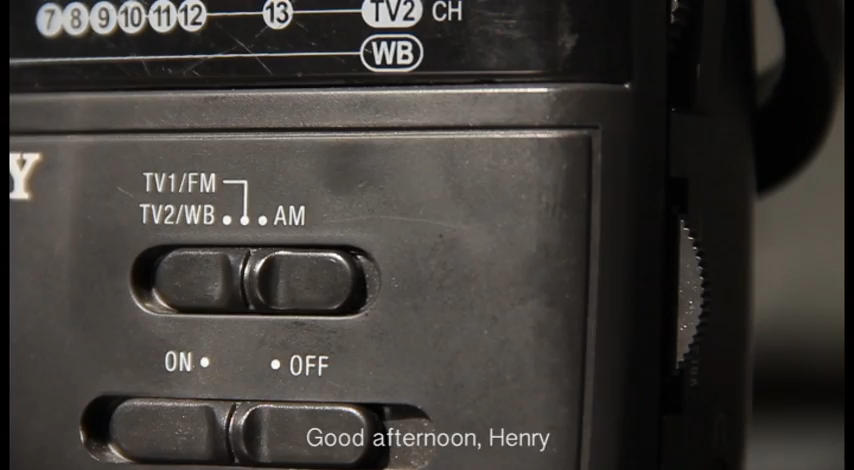 7 8 9 10 11 12 13 TV2 CH
WB
Y
TV1/FM
TV2/WB AM
ON OFF
Good afternoon, Henry